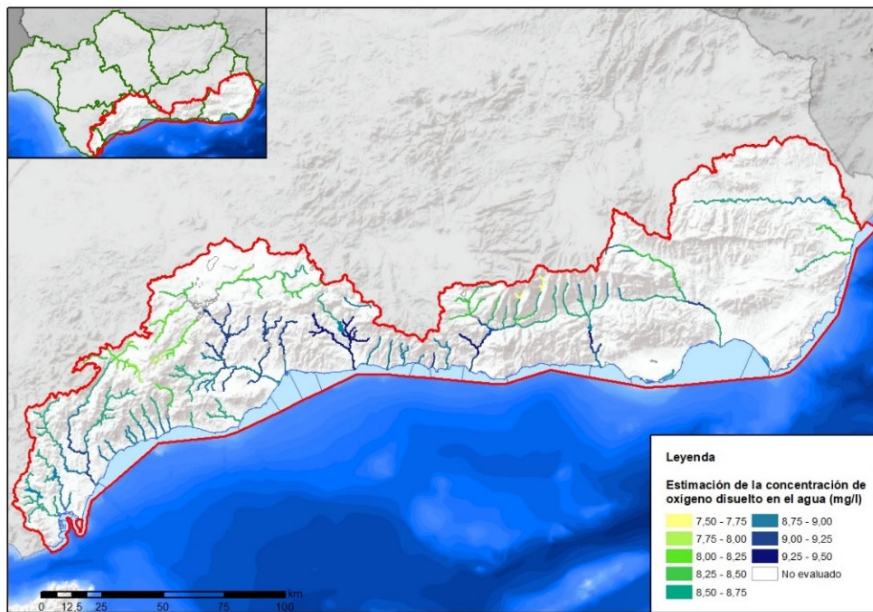 Leyenda
Estimación de la concentración de
oxígeno disuelto en el agua (mg/l)
7,50 - 7,75
7,75 - 8,00
8,00 - 8,25
8,25 - 8,50
8,50 - 8,75
8,75 - 9,00
9,00 - 9,25
9,25 - 9,50
No evaluado
km
0 12.5 25 50 75 100